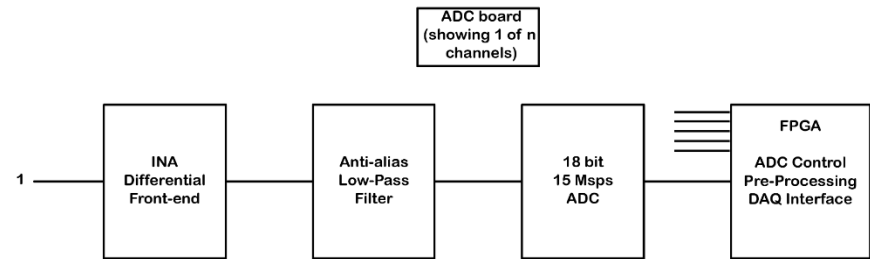 ADC board
(showing 1 of n
channels)
1
INA
Differential
Front-end
Anti-alias
Low-Pass
Filter
18 bit
15 Msps
ADC
FPGA
ADC Control
Pre-Processing
DAQ Interface